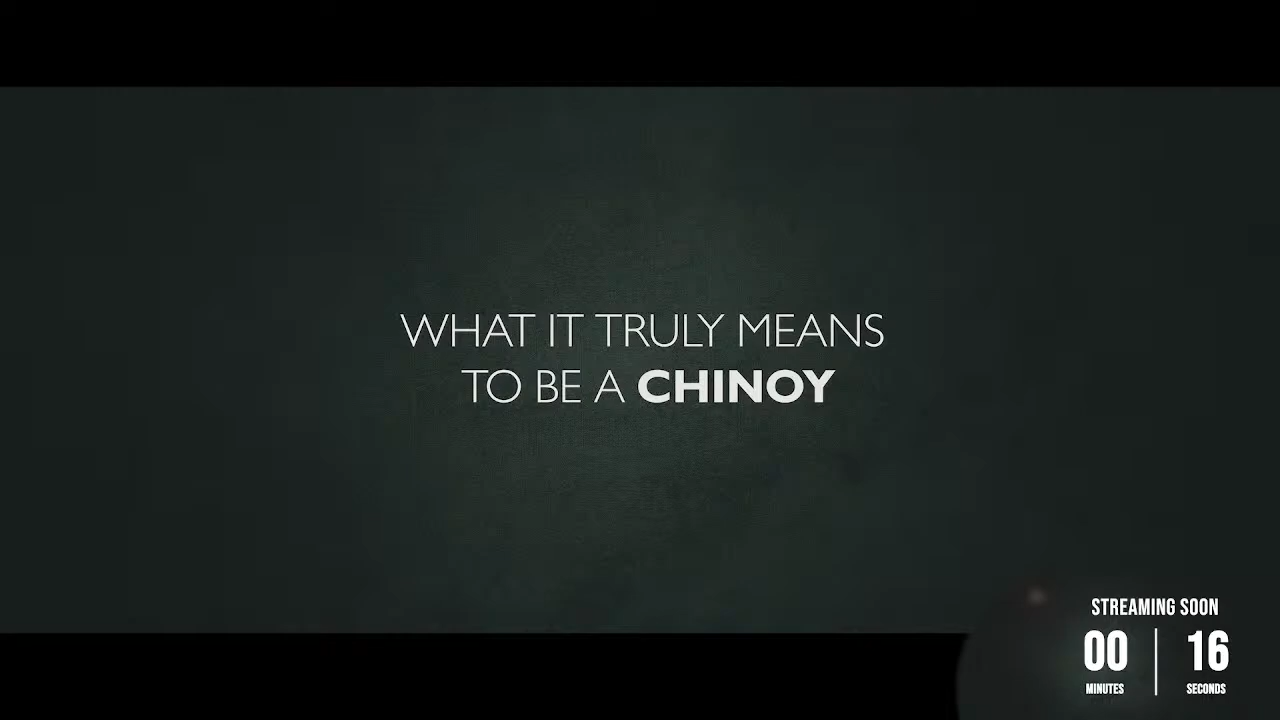 WHAT IT TRULY MEANS
TO BE A CHINOY
STREAMING SOON
00 16
MINUTES SECONDS